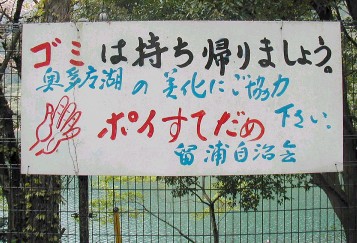 ゴミは持ち帰りましょう。
奥多摩湖の美化にご協力
下さい.
ポイすてだめ
留浦自治会